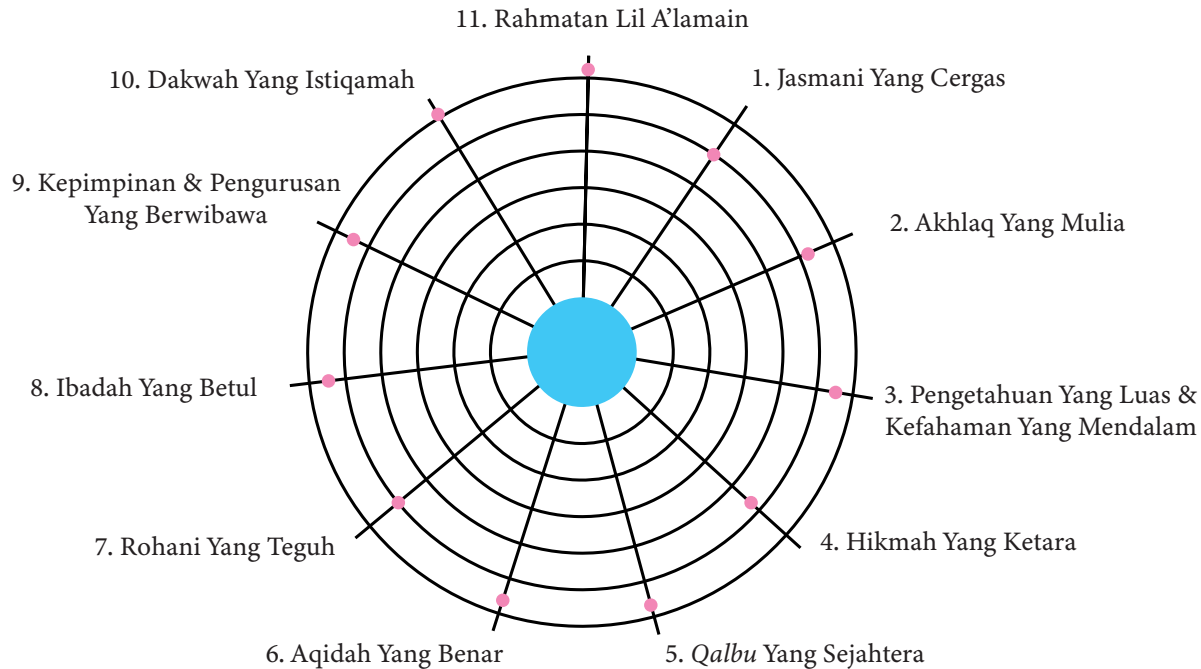 11. Rahmatan Lil A’lamain
1. Jasmani Yang Cergas
2. Akhlaq Yang Mulia
3. Pengetahuan Yang Luas &
Kefahaman Yang Mendalam
4. Hikmah Yang Ketara
5. Qalbu Yang Sejahtera
6. Aqidah Yang Benar
7. Rohani Yang Teguh
8. Ibadah Yang Betul
9. Kepimpinan & Pengurusan
Yang Berwibawa
10. Dakwah Yang Istiqamah